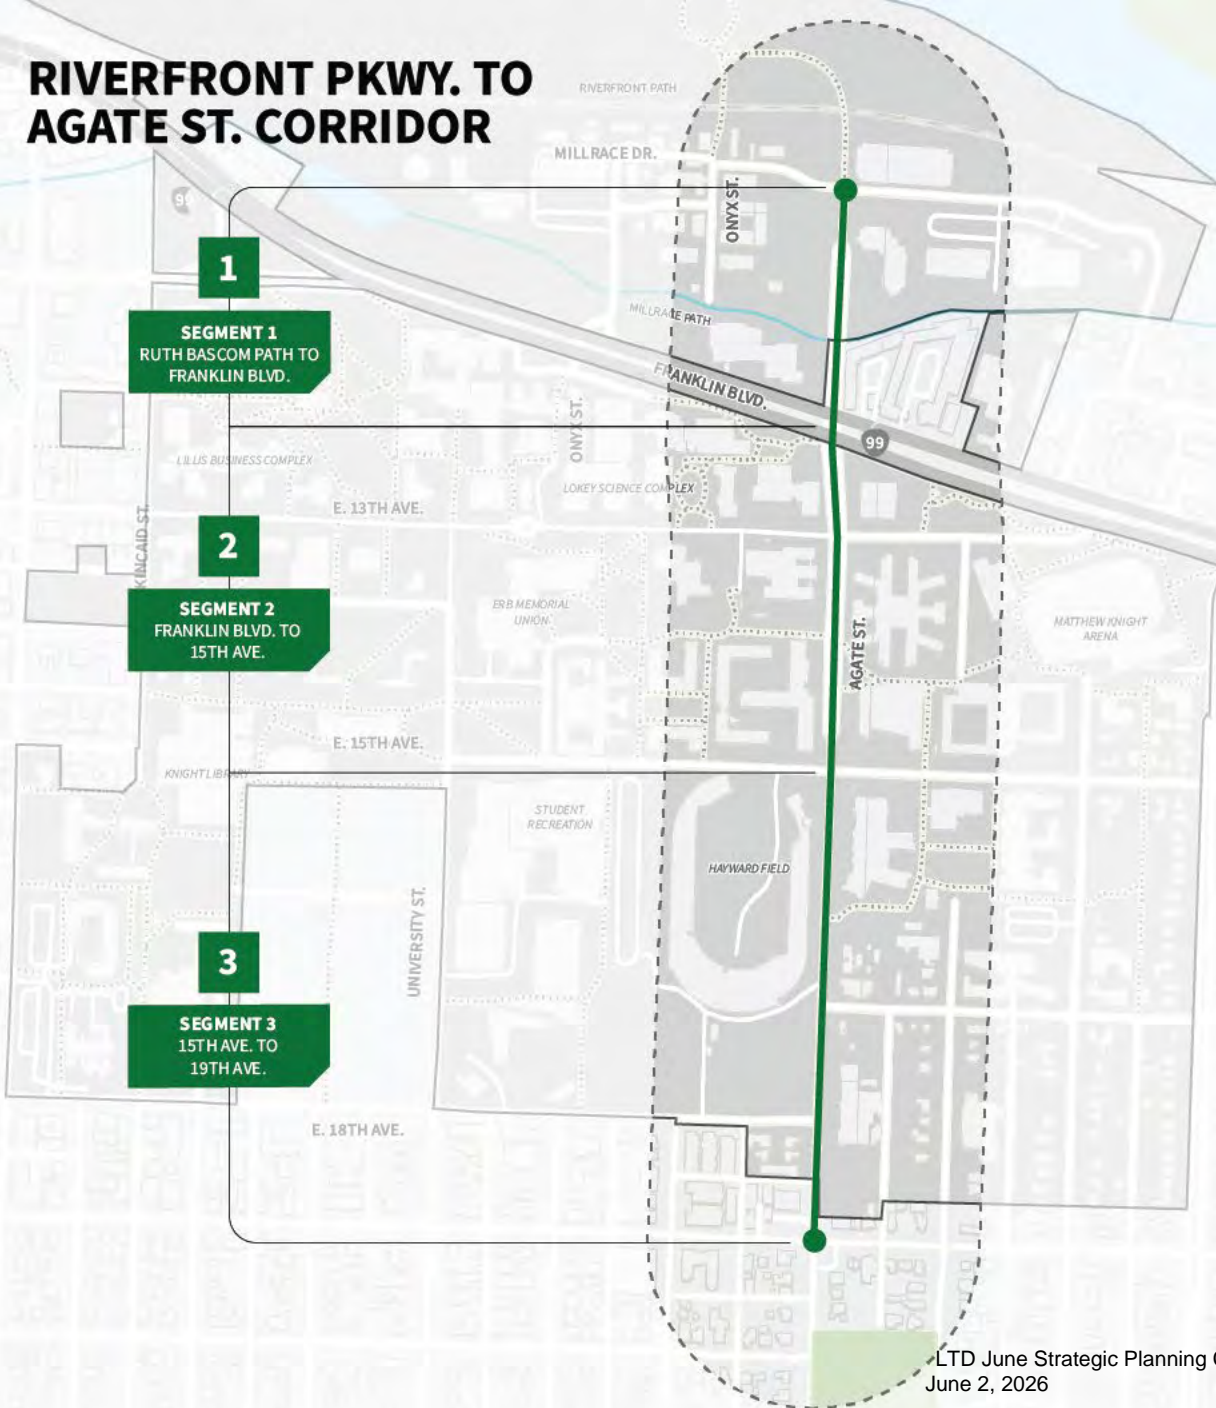 RIVERFRONT PKWY. TO
AGATE ST. CORRIDOR
RIVERFRONT PATH
MILLRACE DR.
ONYX ST.
99
1
SEGMENT 1
RUTH BASCOM PATH TO
FRANKLIN BLVD.
MILLRACE PATH
FRANKLIN BLVD.
99
ONYX ST.
LILLIS BUSINESS COMPLEX
LOKEY SCIENCE COMPLEX
E. 13TH AVE.
KINCAID ST.
2
SEGMENT 2
FRANKLIN BLVD. TO
15TH AVE.
ERB MEMORIAL
UNION
MATTHEW KNIGHT
ARENA
AGATE ST.
E. 15TH AVE.
KNIGHT LIBRARY
STUDENT
RECREATION
HAYWARD FIELD
UNIVERSITY ST.
3
SEGMENT 3
15TH AVE. TO
19TH AVE.
E. 18TH AVE.
LTD June Strategic Planning
June 2, 2026